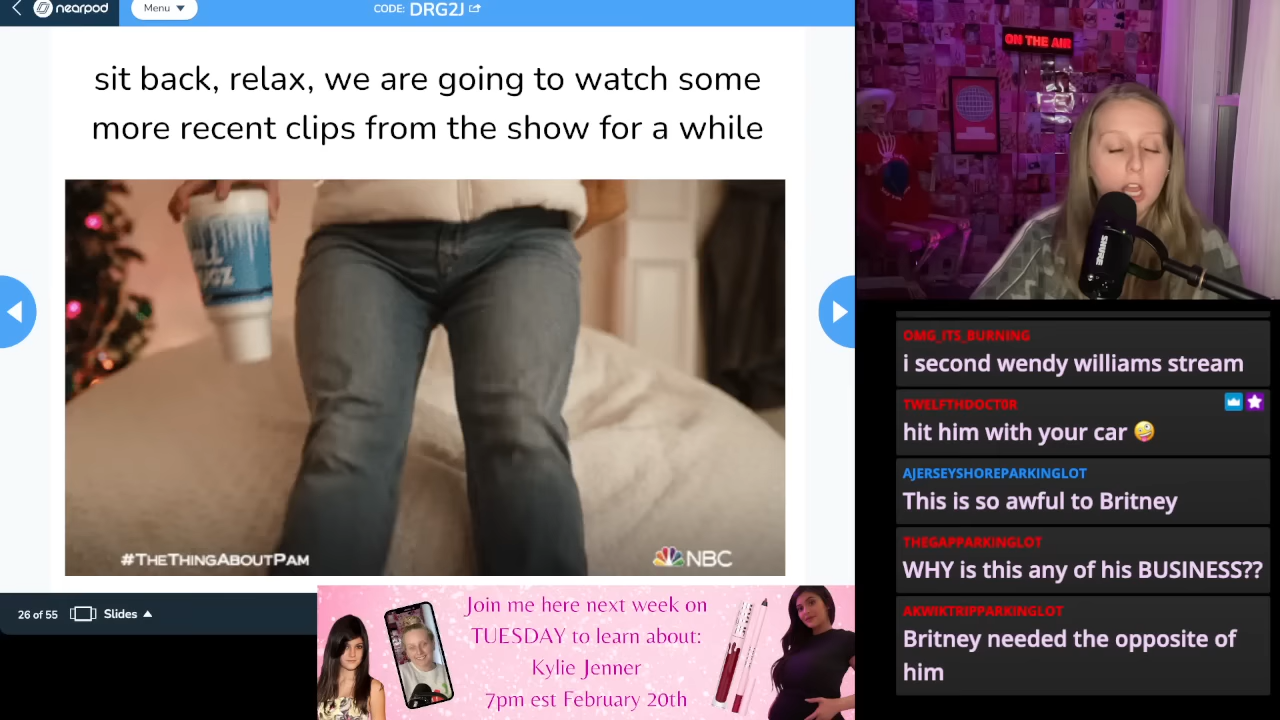 nearpod
Menu
CODE: DRG2J
ON THE AIR
sit back, relax, we are going to watch some
more recent clips from the show for a while
#THETHINGABOUTPAM
NBC
SHURE
OMG_ITS_BURNING
i second wendy williams stream
TWELFTHDOCT0R
hit him with your car 🤪
AJERSEYSHOREPARKINGLOT
This is so awful to Britney
THEGAPPARKINGLOT
WHY is this any of his BUSINESS??
AKWIKTRIPPARKINGLOT
Britney needed the opposite of
him
26 of 55
Slides
Join me here next week on
TUESDAY to learn about:
Kylie Jenner
7pm est February 20th